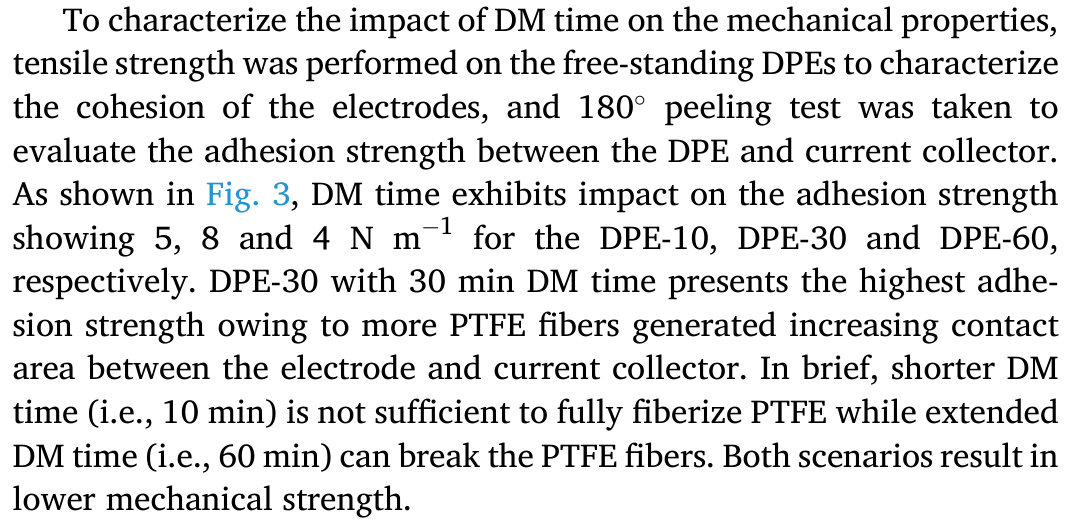 To characterize the impact of DM time on the mechanical properties,
tensile strength was performed on the free-standing DPEs to characterize
the cohesion of the electrodes, and 180° peeling test was taken to
evaluate the adhesion strength between the DPE and current collector.
As shown in Fig. 3, DM time exhibits impact on the adhesion strength
showing 5, 8 and 4 N m⁻¹ for the DPE-10, DPE-30 and DPE-60,
respectively. DPE-30 with 30 min DM time presents the highest adhe-
sion strength owing to more PTFE fibers generated increasing contact
area between the electrode and current collector. In brief, shorter DM
time (i.e., 10 min) is not sufficient to fully fiberize PTFE while extended
DM time (i.e., 60 min) can break the PTFE fibers. Both scenarios result in
lower mechanical strength.